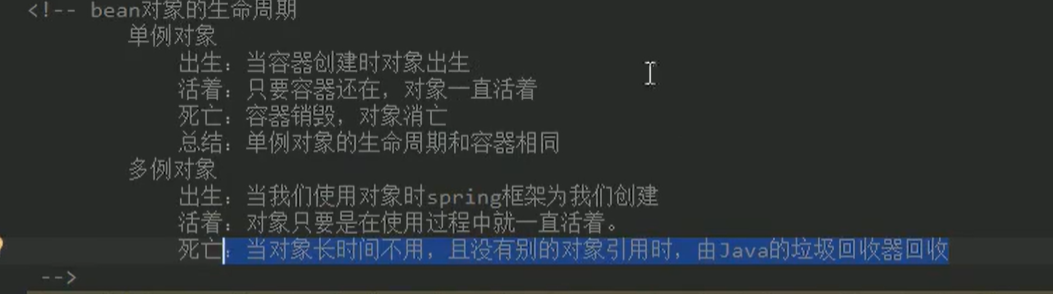 <!-- bean对象的生命周期
单例对象
出生：当容器创建时对象出生
活着：只要容器还在，对象一直活着
死亡：容器销毁，对象消亡
总结：单例对象的生命周期和容器相同
多例对象
出生：当我们使用对象时spring框架为我们创建
活着：对象只要是在使用过程中就一直活着。
死亡：当对象长时间不用，且没有别的对象引用时，由Java的垃圾回收器回收
-->